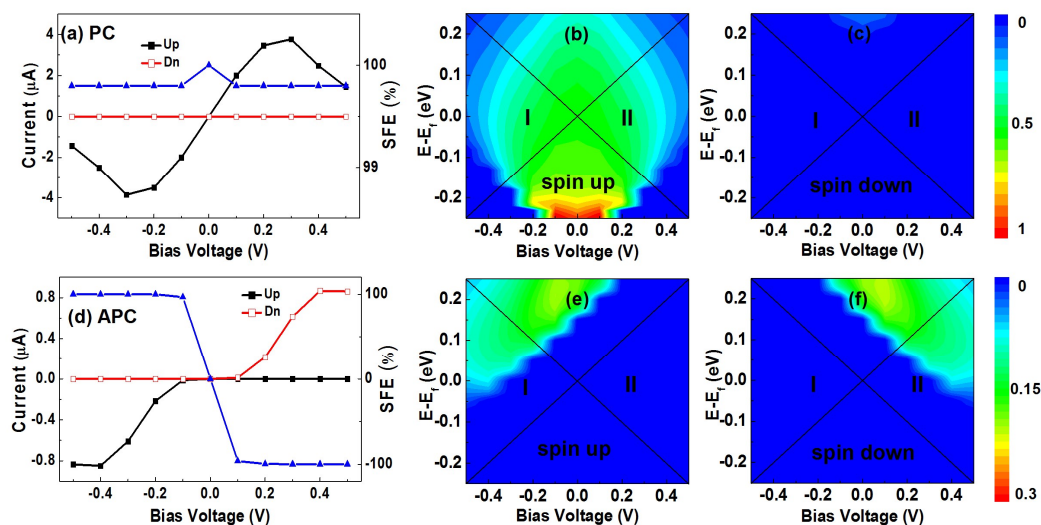 (a) PC
Up
Dn
4
2
0
-2
-4
Current (μA)
100
99
SFE (%)
-0.4 -0.2 0.0 0.2 0.4
Bias Voltage (V)
(b)
0.2
0.1
0.0
-0.1
-0.2
E-Ef (eV)
I
II
spin up
-0.4 -0.2 0.0 0.2 0.4
Bias Voltage (V)
(c)
0.2
0.1
0.0
-0.1
-0.2
E-Ef (eV)
I
II
spin down
-0.4 -0.2 0.0 0.2 0.4
Bias Voltage (V)
0
0.5
1
(d) APC
Up
Dn
0.8
0.4
0.0
-0.4
-0.8
Current (μA)
100
0
-100
SFE (%)
-0.4 -0.2 0.0 0.2 0.4
Bias Voltage (V)
(e)
0.2
0.1
0.0
-0.1
-0.2
E-Ef (eV)
I
II
spin up
-0.4 -0.2 0.0 0.2 0.4
Bias Voltage (V)
(f)
0.2
0.1
0.0
-0.1
-0.2
E-Ef (eV)
I
II
spin down
-0.4 -0.2 0.0 0.2 0.4
Bias Voltage (V)
0
0.15
0.3